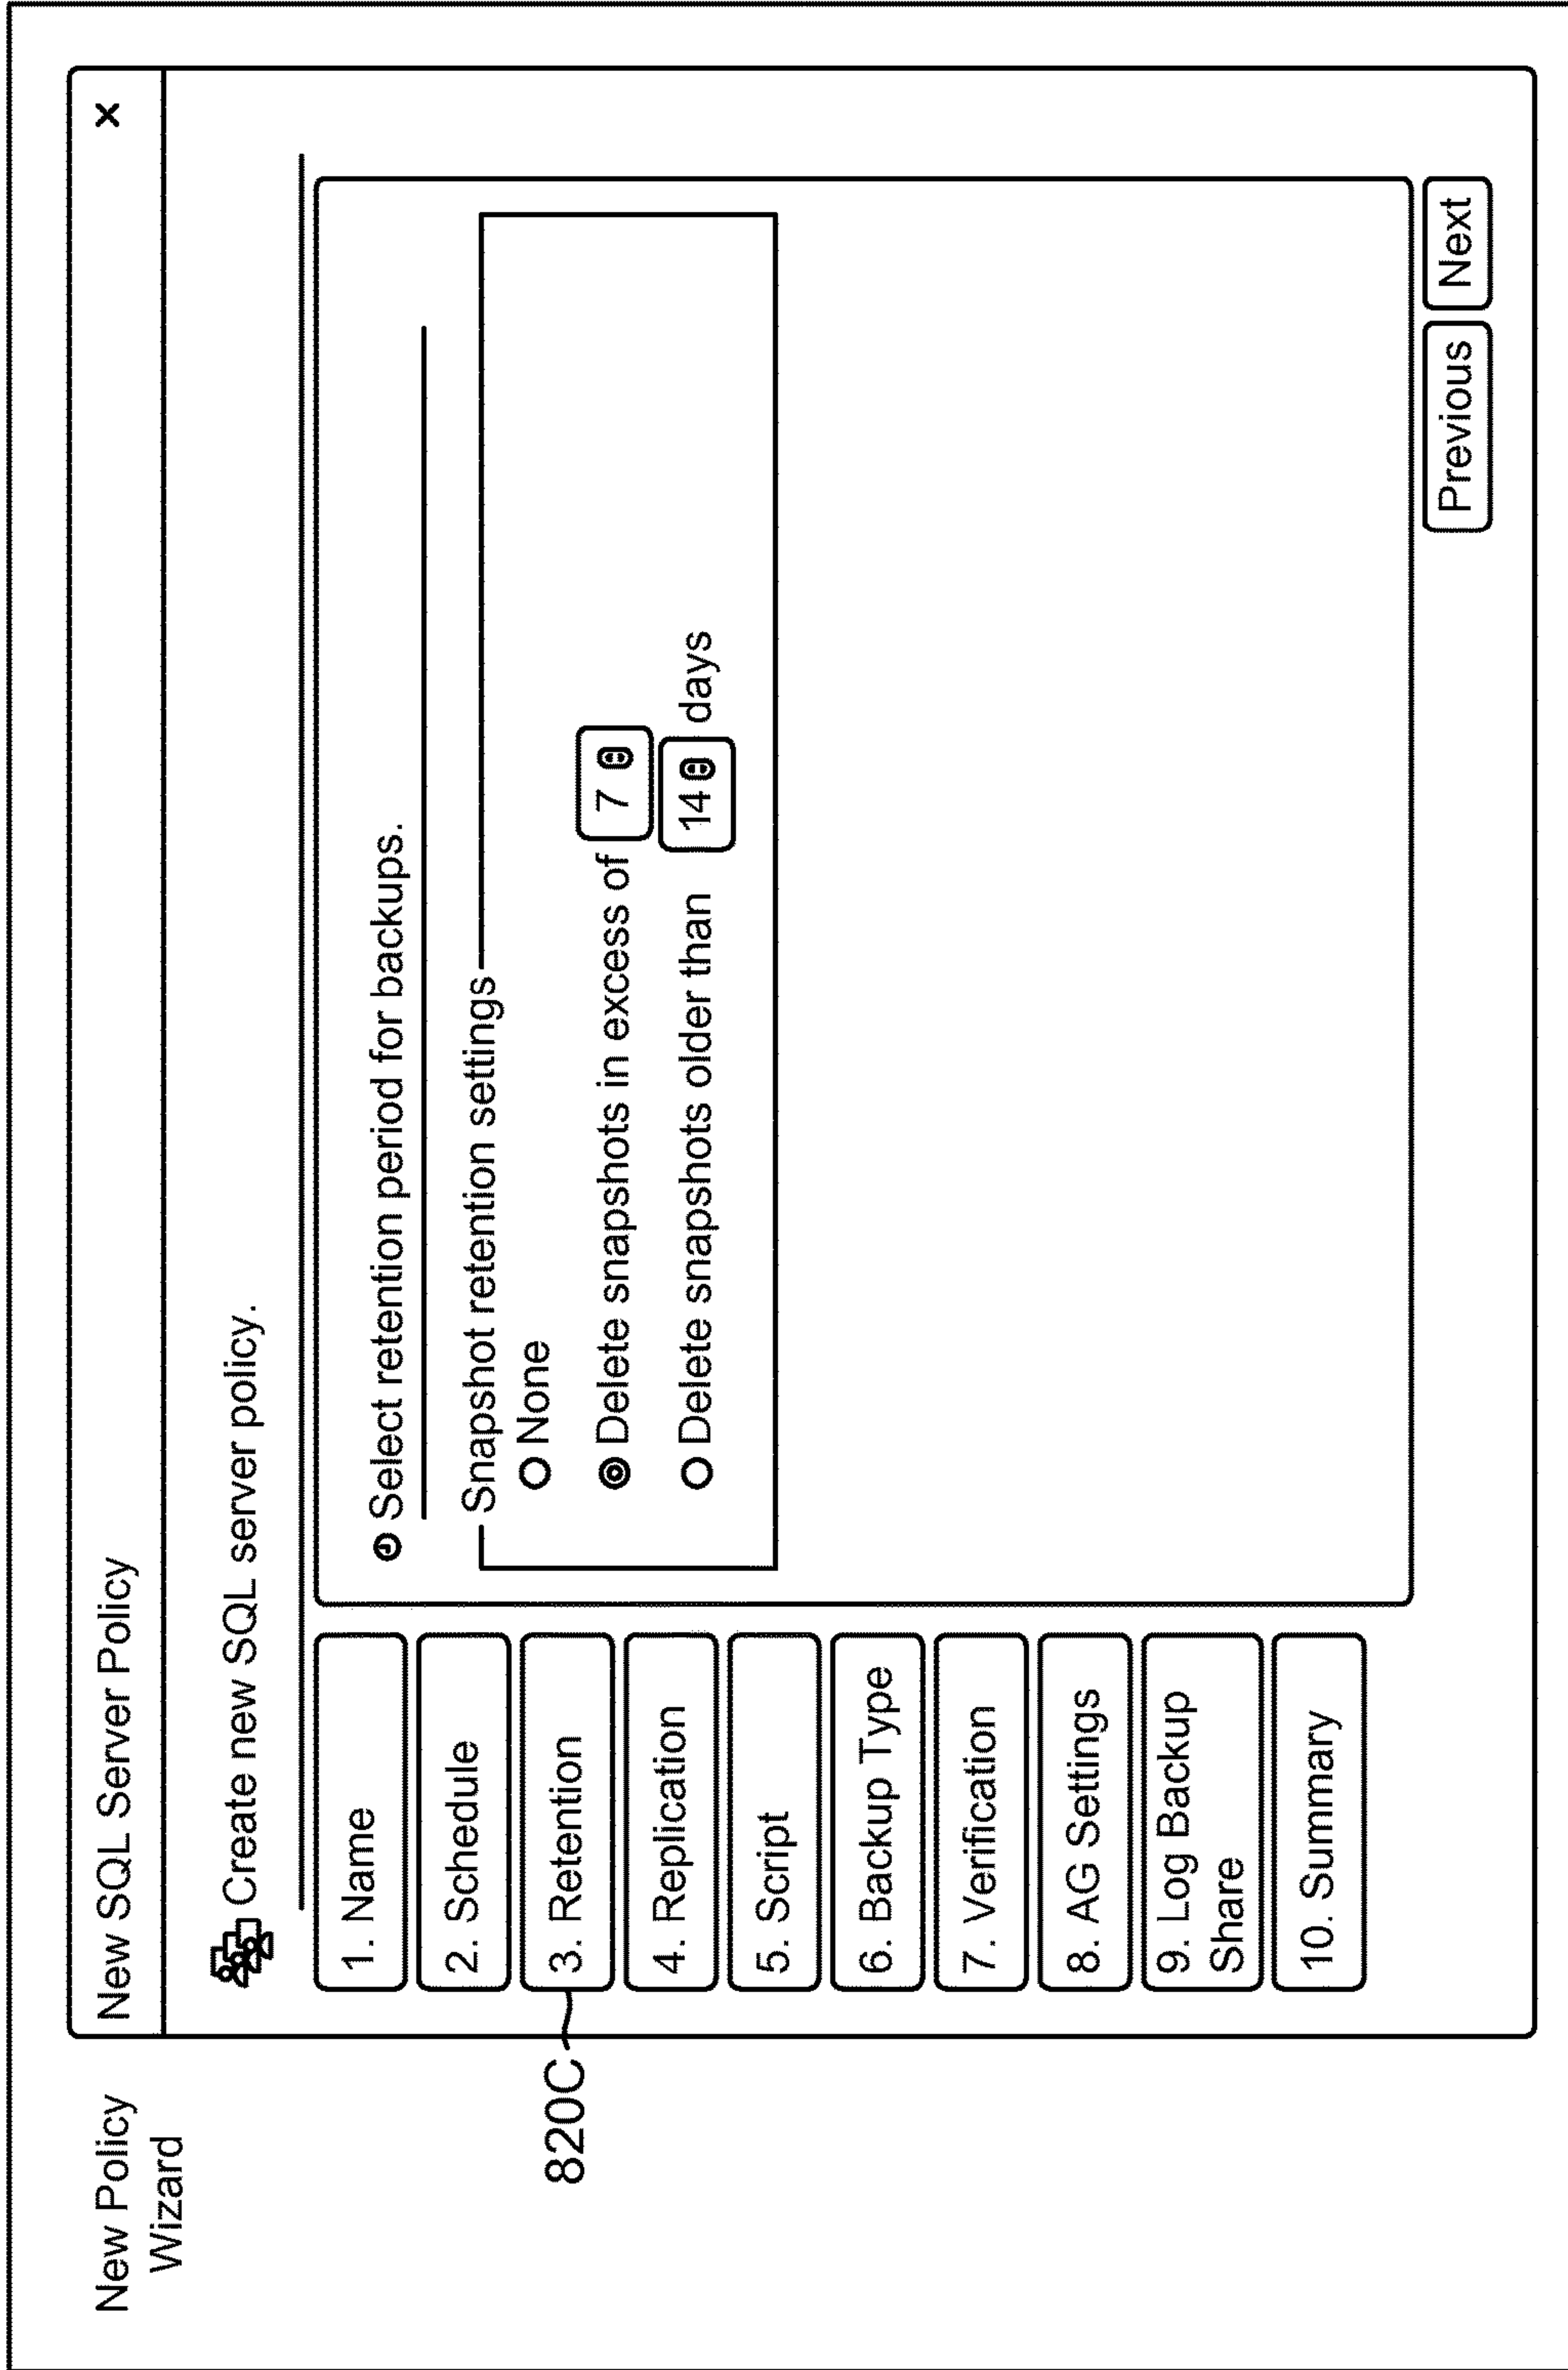 New Policy
Wizard
New SQL Server Policy
x
Create new SQL server policy.
1. Name
2. Schedule
3. Retention
4. Replication
5. Script
6. Backup Type
7. Verification
8. AG Settings
9. Log Backup
Share
10. Summary
820C
Select retention period for backups.
Snapshot retention settings
None
Delete snapshots in excess of 7
Delete snapshots older than 14 days
Previous Next